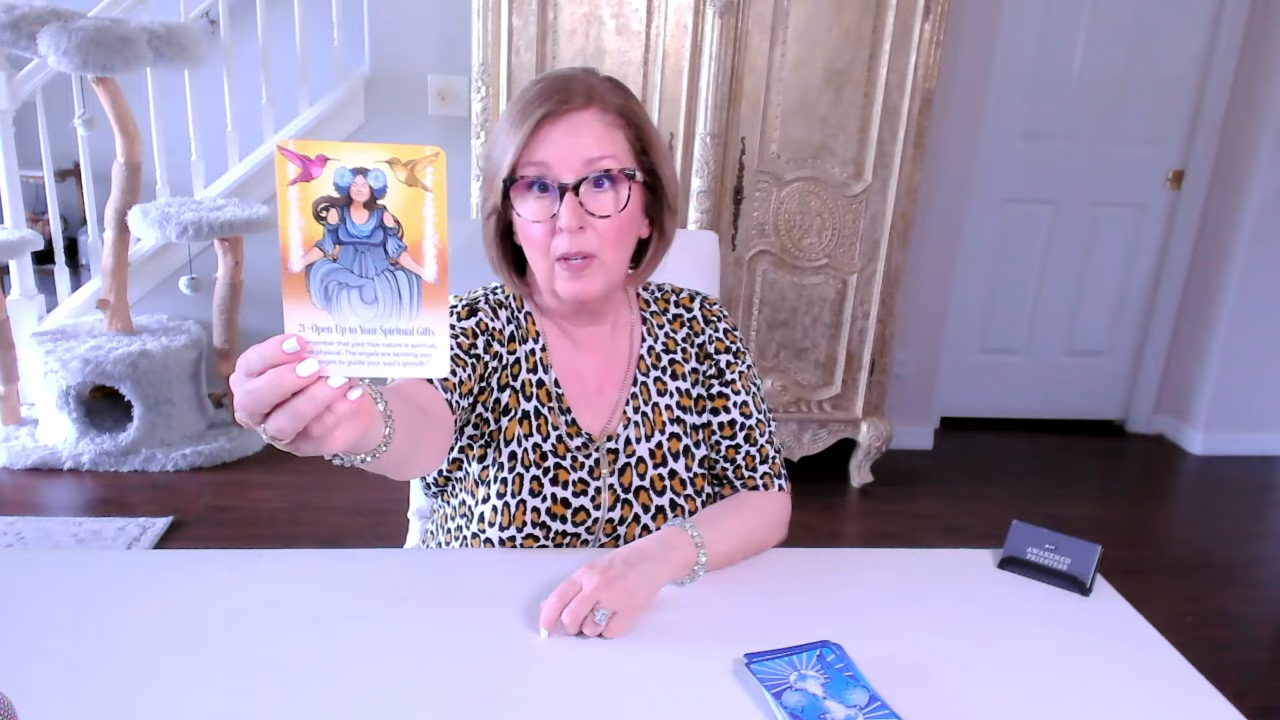 21 · Open Up to Your Spiritual Gifts
member that your true nature is spiritual,
physical. The angels are sending you
to guide your soul's growth."
AWAKENED
PRIESTESS